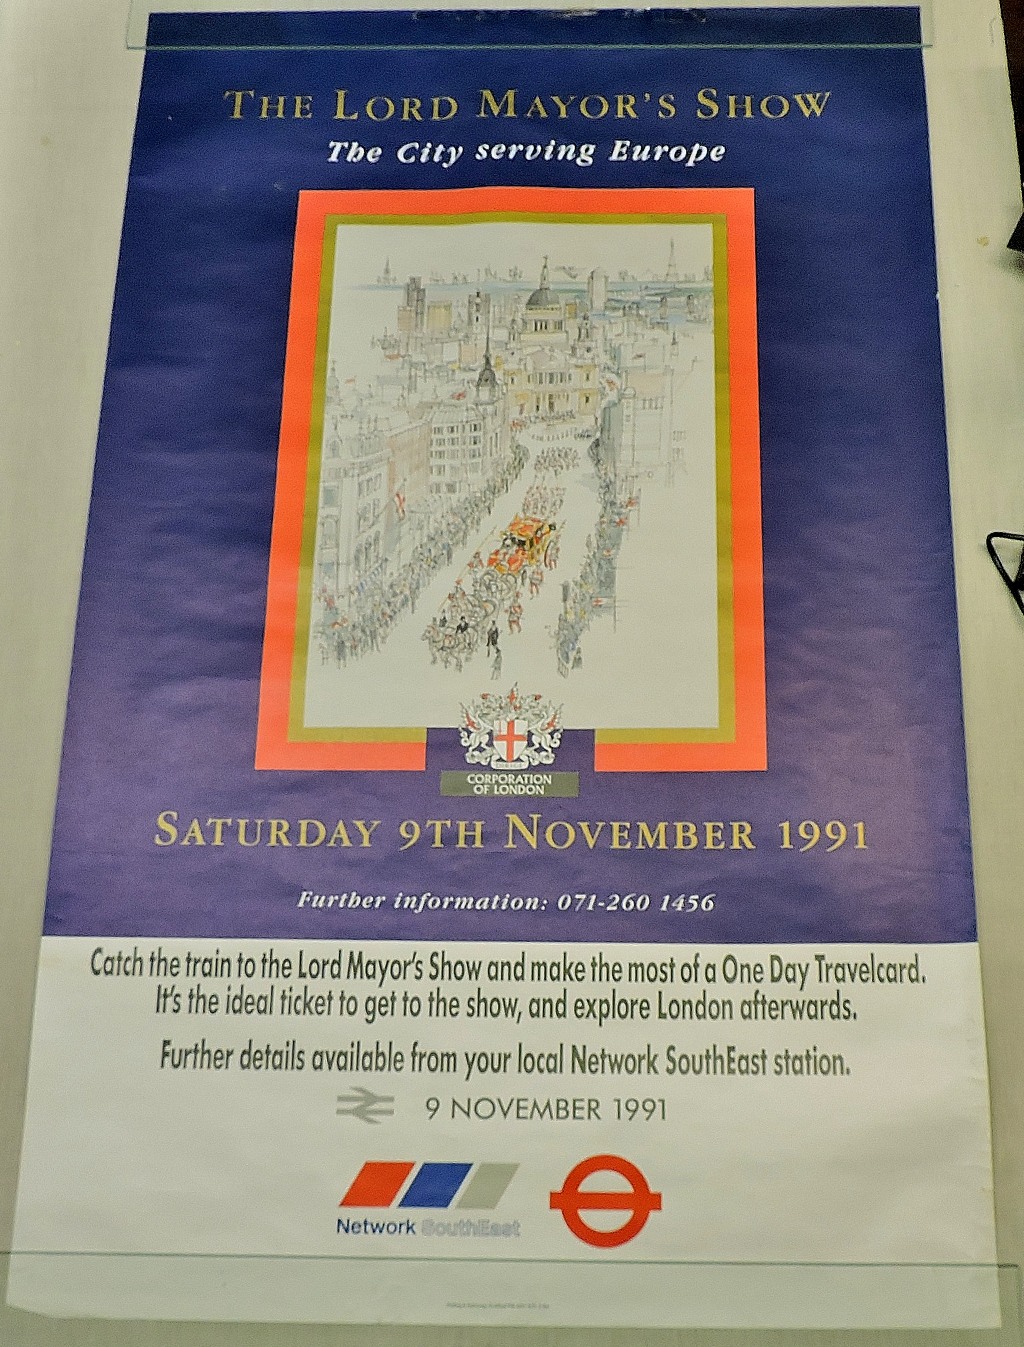 THE LORD MAYOR'S SHOW
The City serving Europe
CORPORATION
OF LONDON
SATURDAY 9TH NOVEMBER 1991
Further information: 071-260 1456
Catch the train to the Lord Mayor's Show and make the most of a One Day Travelcard.
It's the ideal ticket to get to the show, and explore London afterwards.
Further details available from your local Network SouthEast station.
9 NOVEMBER 1991
Network SouthEast